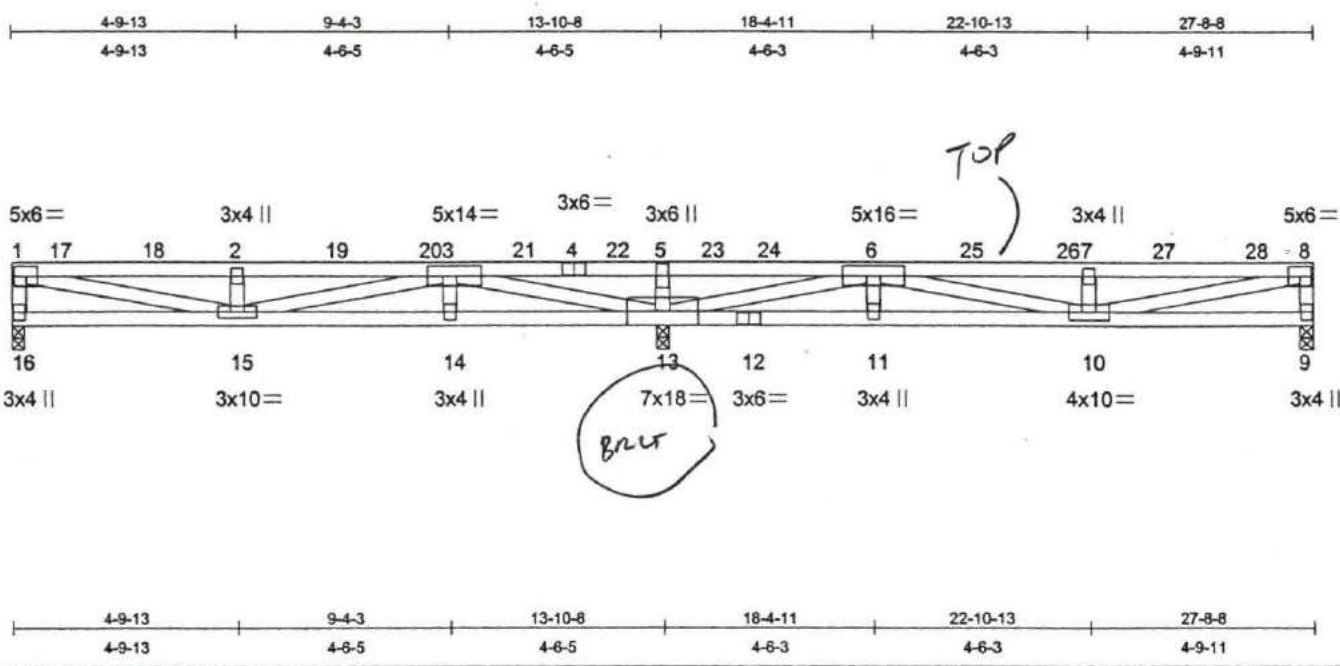 4-9-13 9-4-3 13-10-8 18-4-11 22-10-13 27-8-8
4-9-13 4-6-5 4-6-5 4-6-3 4-6-3 4-9-11
TOP
5x6= 3x4 || 5x14= 3x6= 3x6 || 5x16= 3x4 || 5x6=
1 17 18 2 19 203 21 4 22 5 23 24 6 25 267 27 28 8
16 15 14 13 12 11 10 9
3x4 || 3x10= 3x4 || 7x18= 3x6= 3x4 || 4x10= 3x4 ||
4-9-13 9-4-3 13-10-8 18-4-11 22-10-13 27-8-8
4-9-13 4-6-5 4-6-5 4-6-3 4-6-3 4-9-11